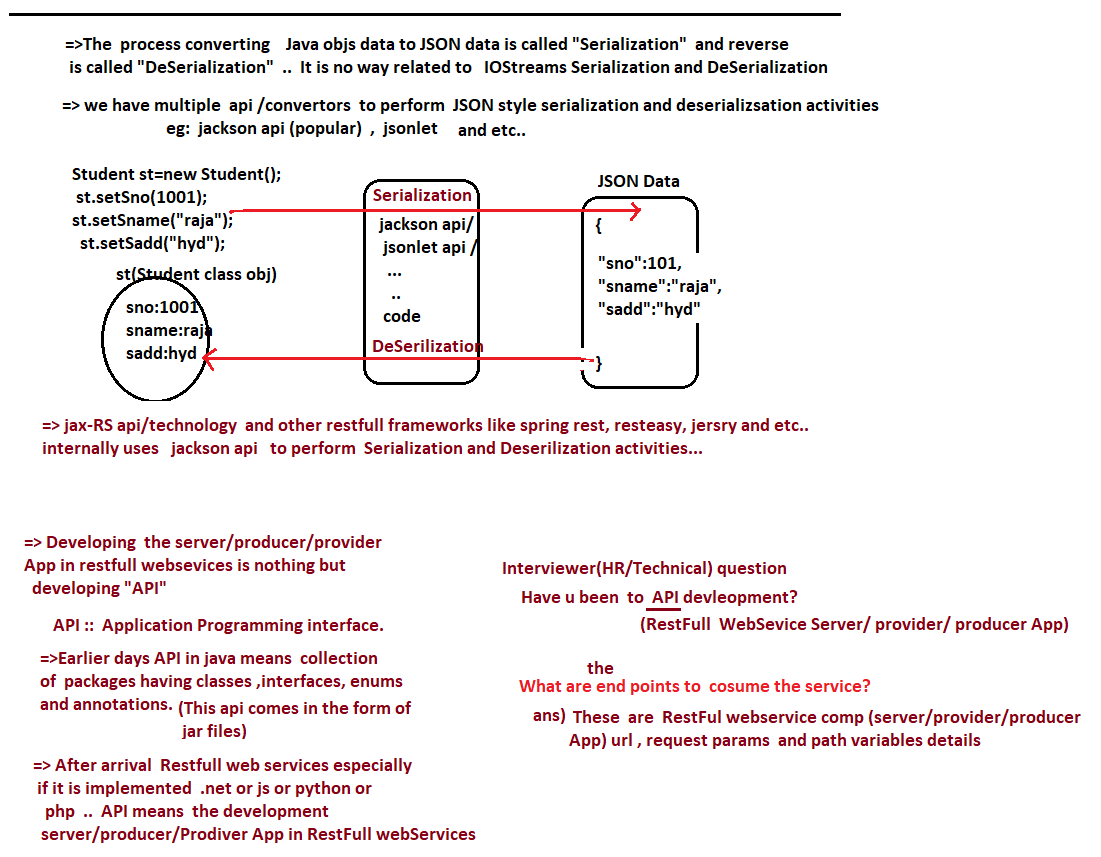 =>The process converting Java objs data to JSON data is called "Serialization" and reverse
is called "DeSerialization" .. It is no way related to IOStreams Serialization and DeSerialization
=> we have multiple api /convertors to perform JSON style serialization and deserializsation activities
eg: jackson api (popular) , jsonlet and etc..
Student st=new Student();
st.setSno(1001);
st.setSname("raja");
st.setSadd("hyd");
st(Student class obj)
sno:1001
sname:raja
sadd:hyd
Serialization
jackson api/
jsonlet api /
...
..
code
DeSerilization
JSON Data
{
"sno":101,
"sname":"raja",
"sadd":"hyd"
}
=> jax-RS api/technology and other restfull frameworks like spring rest, resteasy, jersry and etc..
internally uses jackson api to perform Serialization and Deserilization activities...
=> Developing the server/producer/provider
App in restfull websevices is nothing but
developing "API"
API :: Application Programming interface.
=>Earlier days API in java means collection
of packages having classes ,interfaces, enums
and annotations. (This api comes in the form of
jar files)
=> After arrival Restfull web services especially
if it is implemented .net or js or python or
php .. API means the development
server/producer/Prodiver App in RestFull webServices
Interviewer(HR/Technical) question
Have u been to API devleopment?
(RestFull WebSevice Server/ provider/ producer App)
the
What are end points to cosume the service?
ans) These are RestFul webservice comp (server/provider/producer
App) url , request params and path variables details